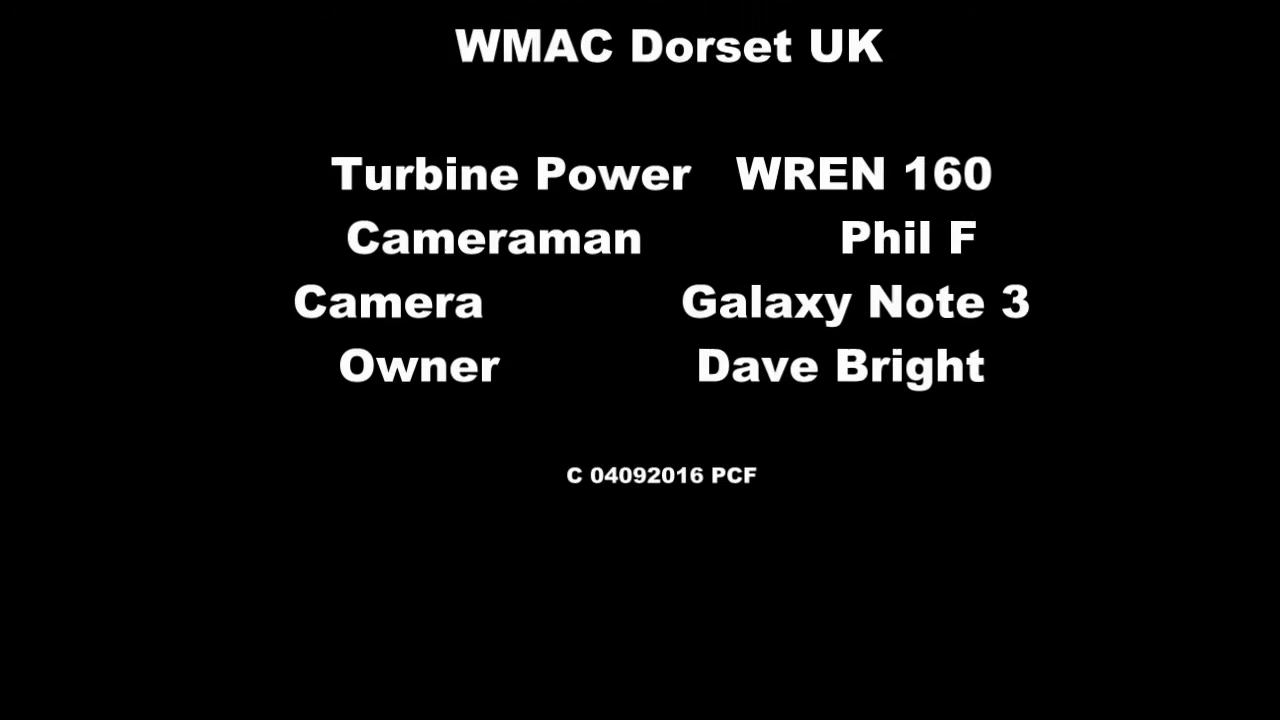 WMAC Dorset UK
Turbine Power WREN 160
Cameraman Phil F
Camera Galaxy Note 3
Owner Dave Bright
C 04092016 PCF